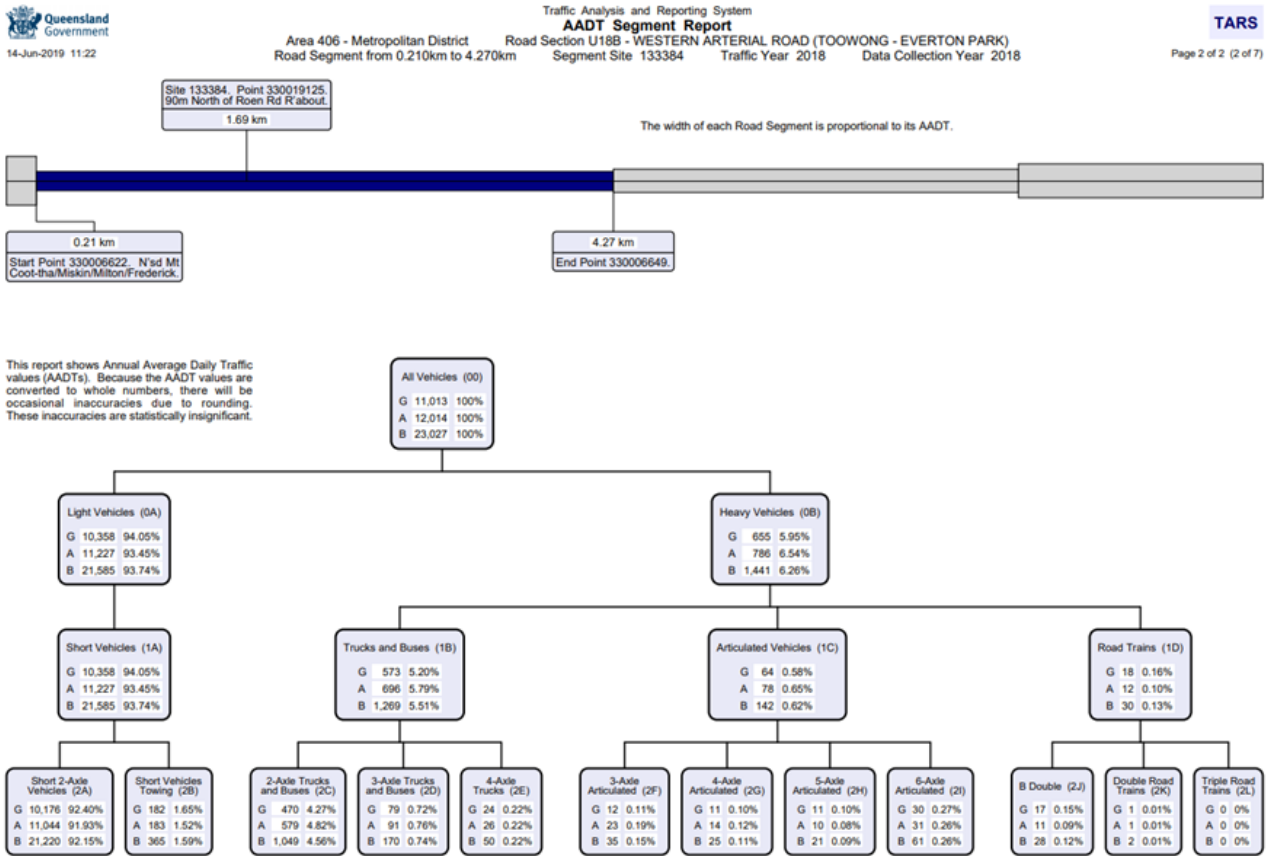 Queensland
Government
14-Jun-2019 11:22
Traffic Analysis and Reporting System
AADT Segment Report
Area 406 - Metropolitan District Road Section U18B - WESTERN ARTERIAL ROAD (TOOWONG - EVERTON PARK)
Road Segment from 0.210km to 4.270km Segment Site 133384 Traffic Year 2018 Data Collection Year 2018
TARS
Page 2 of 2 (2 of 7)
Site 133384, Point 330019125.
90m North of Roen Rd R'about.
1.69 km
The width of each Road Segment is proportional to its AADT.
0.21 km
Start Point 330006622. N'sd Mt
Coot-tha/Miskin/Milton/Frederick.
4.27 km
End Point 330006649.
This report shows Annual Average Daily Traffic
values (AADTs). Because the AADT values are
converted to whole numbers, there will be
occasional inaccuracies due to rounding.
These inaccuracies are statistically insignificant.
All Vehicles (00)
G 11,013 100%
A 12,014 100%
B 23,027 100%
Light Vehicles (0A)
G 10,358 94.05%
A 11,227 93.45%
B 21,585 93.74%
Heavy Vehicles (0B)
G 655 5.95%
A 786 6.54%
B 1,441 6.26%
Short Vehicles (1A)
G 10,358 94.05%
A 11,227 93.45%
B 21,585 93.74%
Trucks and Buses (1B)
G 573 5.20%
A 696 5.79%
B 1,269 5.51%
Articulated Vehicles (1C)
G 64 0.58%
A 78 0.65%
B 142 0.62%
Road Trains (1D)
G 18 0.16%
A 12 0.10%
B 30 0.13%
Short 2-Axle
Vehicles (2A)
G 10,176 92.40%
A 11,044 91.93%
B 21,220 92.15%
Short Vehicles
Towing (2B)
G 182 1.65%
A 183 1.52%
B 365 1.59%
2-Axle Trucks
and Buses (2C)
G 470 4.27%
A 579 4.82%
B 1,049 4.56%
3-Axle Trucks
and Buses (2D)
G 79 0.72%
A 91 0.76%
B 170 0.74%
4-Axle
Trucks (2E)
G 24 0.22%
A 26 0.22%
B 50 0.22%
3-Axle
Articulated (2F)
G 12 0.11%
A 23 0.19%
B 35 0.15%
4-Axle
Articulated (2G)
G 11 0.10%
A 14 0.12%
B 25 0.11%
5-Axle
Articulated (2H)
G 11 0.10%
A 10 0.08%
B 21 0.09%
6-Axle
Articulated (2I)
G 30 0.27%
A 31 0.26%
B 61 0.26%
B Double (2J)
G 17 0.15%
A 11 0.09%
B 28 0.12%
Double Road
Trains (2K)
G 1 0.01%
A 1 0.01%
B 2 0.01%
Triple Road
Trains (2L)
G 0 0%
A 0 0%
B 0 0%